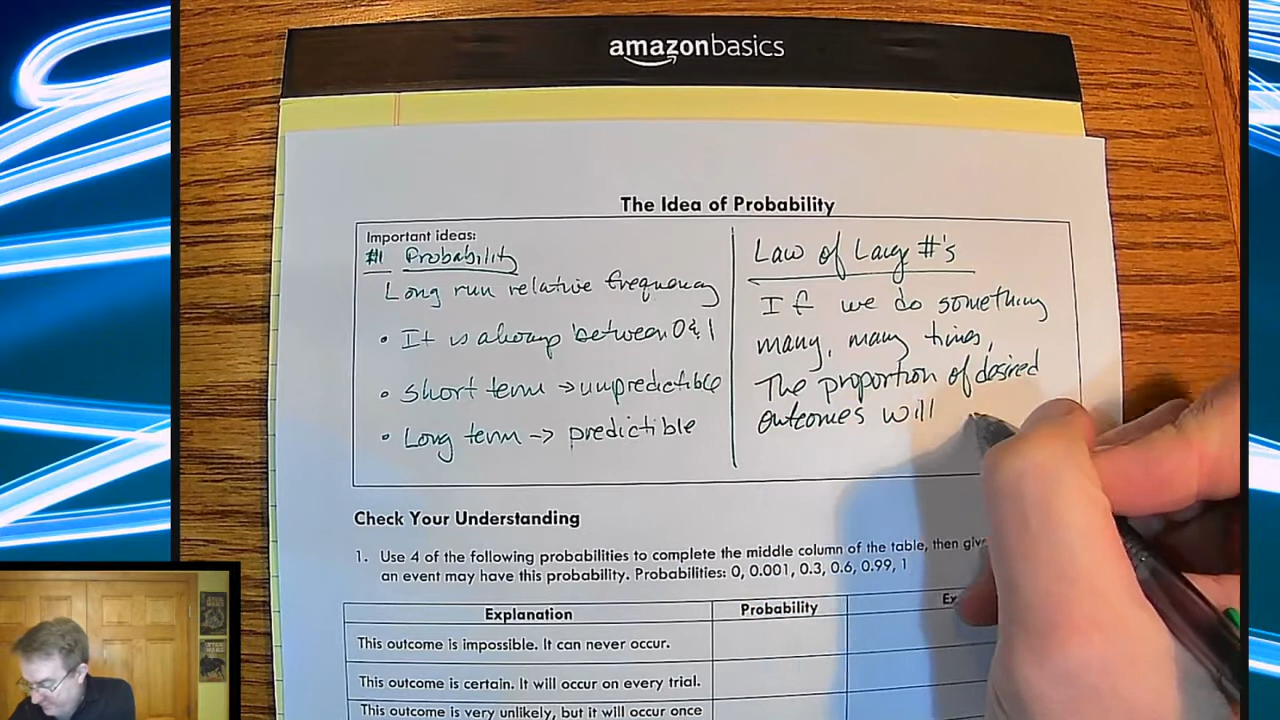 amazonbasics
The Idea of Probability
Important ideas:
#1 Probability
Long run relative frequency
• It is always between 0 & 1
• short term -> unpredictible
• Long term -> predictible
Law of Large #'s
If we do something
many, many times,
The proportion of desired
outcomes will
Check Your Understanding
1. Use 4 of the following probabilities to complete the middle column of the table, then
an event may have this probability. Probabilities: 0, 0.001, 0.3, 0.6, 0.99, 1
Explanation Probability
This outcome is impossible. It can never occur.
This outcome is certain. It will occur on every trial.
This outcome is very unlikely, but it will occur once